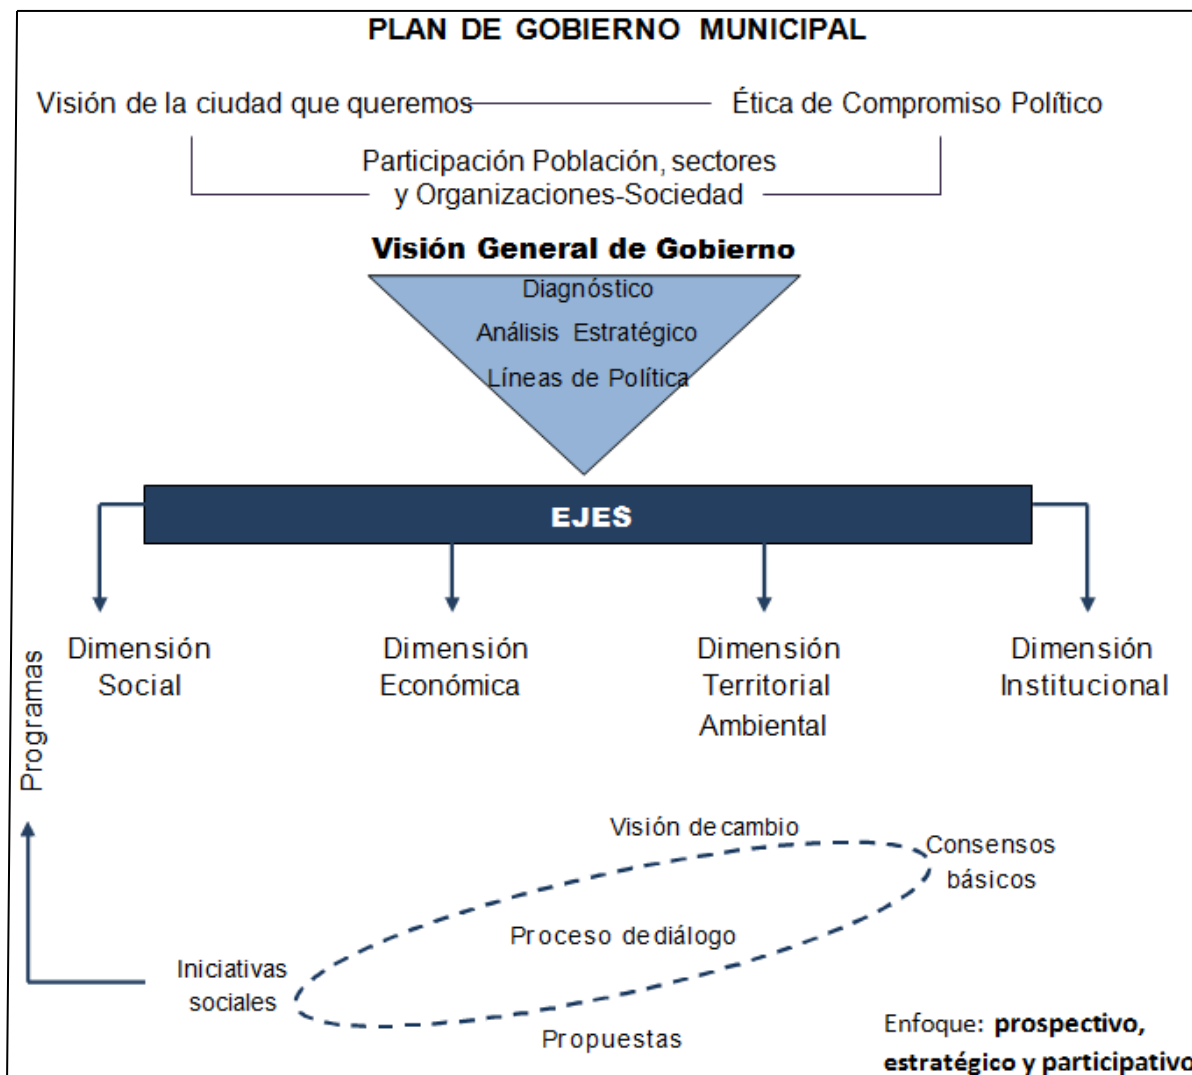 PLAN DE GOBIERNO MUNICIPAL
Visión de la ciudad que queremos
Ética de Compromiso Político
Participación Población, sectores
y Organizaciones-Sociedad
Visión General de Gobierno
Diagnóstico
Análisis Estratégico
Líneas de Política
EJES
Dimensión
Social
Dimensión
Económica
Dimensión
Territorial
Ambiental
Dimensión
Institucional
Programas
Visión de cambio
Consensos
básicos
Proceso de diálogo
Iniciativas
sociales
Propuestas
Enfoque: prospectivo,
estratégico y participativo